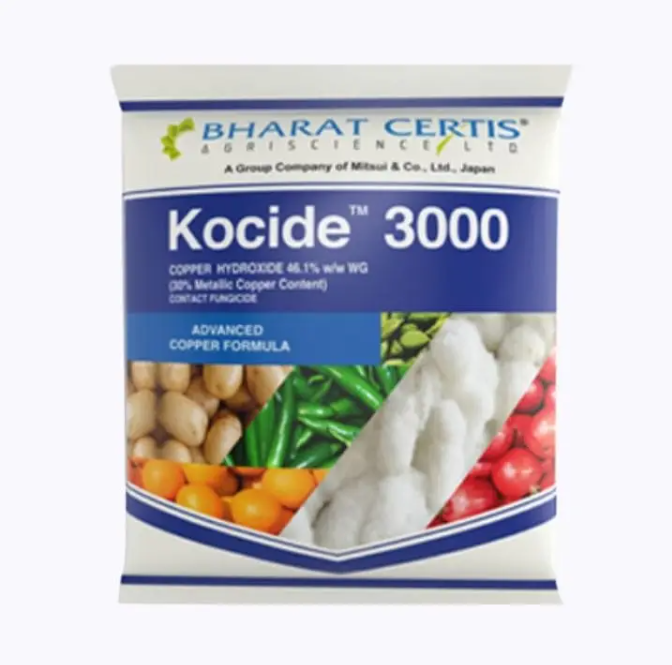 BHARAT CERTIS®
AGRISCIENCE LTD
A Group Company of Mitsui & Co., Ltd., Japan
Kocide™ 3000
COPPER HYDROXIDE 46.1% w/w WG
(30% Metallic Copper Content)
CONTACT FUNGICIDE
ADVANCED
COPPER FORMULA